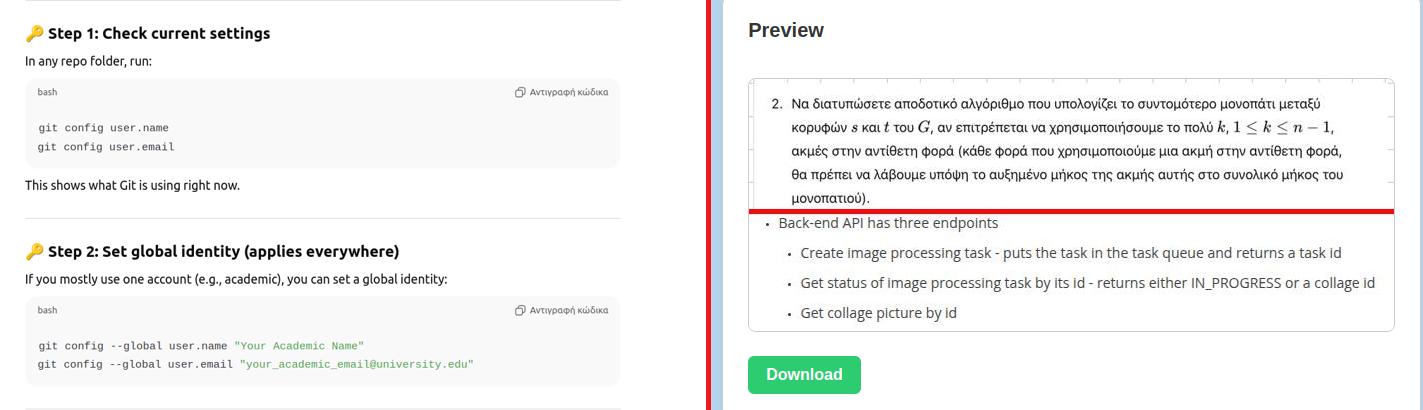 🔑 Step 1: Check current settings
In any repo folder, run:
bash
Αντιγραφή κώδικα
git config user.name
git config user.email
This shows what Git is using right now.
🔑 Step 2: Set global identity (applies everywhere)
If you mostly use one account (e.g., academic), you can set a global identity:
bash
Αντιγραφή κώδικα
git config --global user.name "Your Academic Name"
git config --global user.email "your_academic_email@university.edu"
Preview
2. Να διατυπώσετε αποδοτικό αλγόριθμο που υπολογίζει το συντομότερο μονοπάτι μεταξύ
κορυφών s και t του G, αν επιτρέπεται να χρησιμοποιήσουμε το πολύ k, 1 ≤ k ≤ n − 1,
ακμές στην αντίθετη φορά (κάθε φορά που χρησιμοποιούμε μια ακμή στην αντίθετη φορά,
θα πρέπει να λάβουμε υπόψη το αυξημένο μήκος της ακμής αυτής στο συνολικό μήκος του
μονοπατιού).
• Back-end API has three endpoints
• Create image processing task - puts the task in the task queue and returns a task id
• Get status of image processing task by its id - returns either IN_PROGRESS or a collage id
• Get collage picture by id
Download